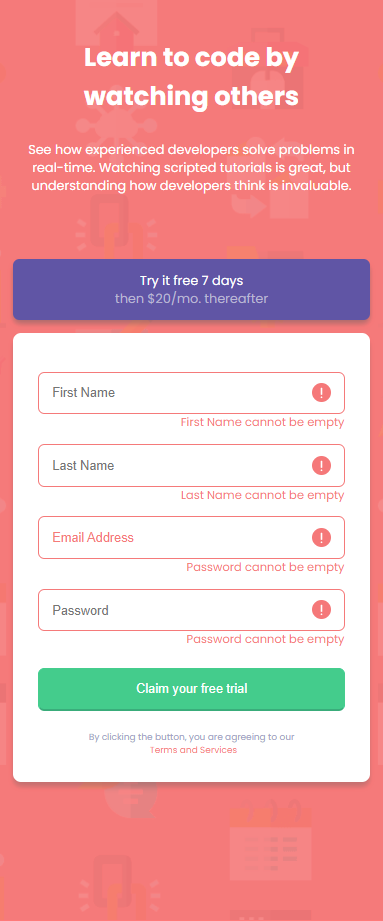 Learn to code by
watching others
See how experienced developers solve problems in
real-time. Watching scripted tutorials is great, but
understanding how developers think is invaluable.
Try it free 7 days
then $20/mo. thereafter
First Name
First Name cannot be empty
Last Name
Last Name cannot be empty
Email Address
Password cannot be empty
Password
Password cannot be empty
Claim your free trial
By clicking the button, you are agreeing to our
Terms and Services